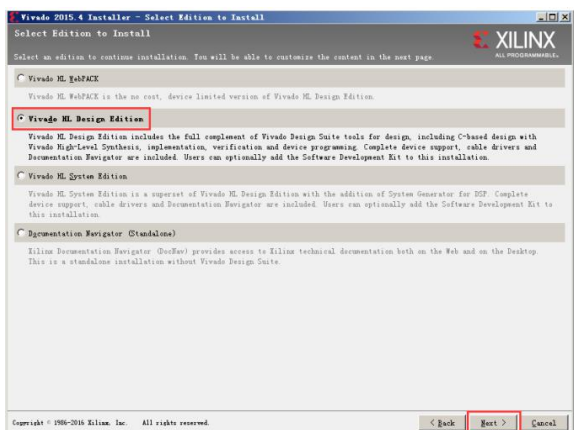 Vivado 2015.4 Installer - Select Edition to Install
Select Edition to Install
XILINX
ALL PROGRAMMABLE.
Select an edition to continue installation. You will be able to customize the content in the next page.
Vivado HL WebPACK
Vivado HL WebPACK is the no cost, device limited version of Vivado HL Design Edition.
Vivado HL Design Edition
Vivado HL Design Edition includes the full complement of Vivado Design Suite tools for design, including C-based design with
Vivado High-Level Synthesis, implementation, verification and device programming. Complete device support, cable drivers and
Documentation Navigator are included. Users can optionally add the Software Development Kit to this installation.
Vivado HL System Edition
Vivado HL System Edition is a superset of Vivado HL Design Edition with the addition of System Generator for DSP. Complete
device support, cable drivers and Documentation Navigator are included. Users can optionally add the Software Development Kit to
this installation.
Documentation Navigator (Standalone)
Xilinx Documentation Navigator (DocNav) provides access to Xilinx technical documentation both on the Web and on the Desktop.
This is a standalone installation without Vivado Design Suite.
Copyright © 1986-2016 Xilinx, Inc. All rights reserved.
< Back
Next >
Cancel